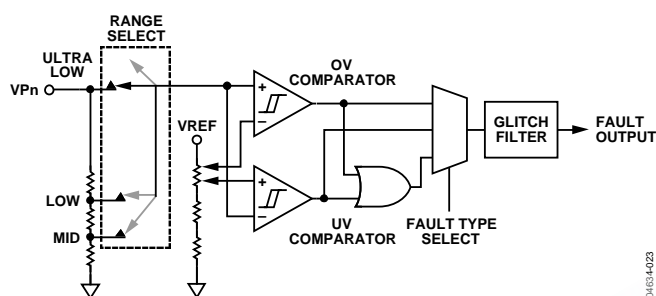 RANGE
SELECT
ULTRA
LOW
VPn
LOW
MID
VREF
+
−
+
−
OV
COMPARATOR
UV
COMPARATOR
FAULT TYPE
SELECT
GLITCH
FILTER
FAULT
OUTPUT
04634-023